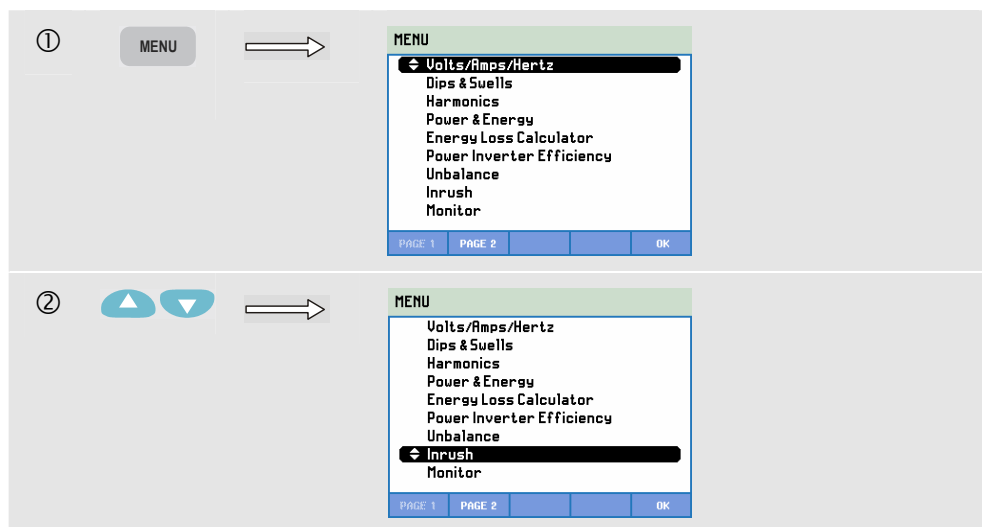 ①
MENU
MENU
Volts/Amps/Hertz
Dips & Swells
Harmonics
Power & Energy
Energy Loss Calculator
Power Inverter Efficiency
Unbalance
Inrush
Monitor
PAGE 1 PAGE 2 OK
②
MENU
Volts/Amps/Hertz
Dips & Swells
Harmonics
Power & Energy
Energy Loss Calculator
Power Inverter Efficiency
Unbalance
Inrush
Monitor
PAGE 1 PAGE 2 OK